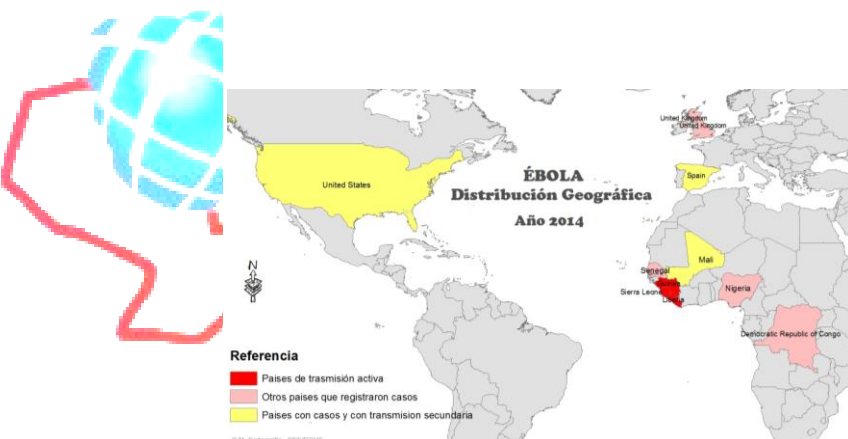 United Kingdom
United Kingdom
ÉBOLA
Distribución Geográfica
Año 2014
United States
Spain
Mali
Senegal
Guinea
Sierra Leone
Liberia
Nigeria
Democratic Republic of Congo
N
Referencia
Paises de trasmisión activa
Otros paises que registraron casos
Paises con casos y con transmision secundaria